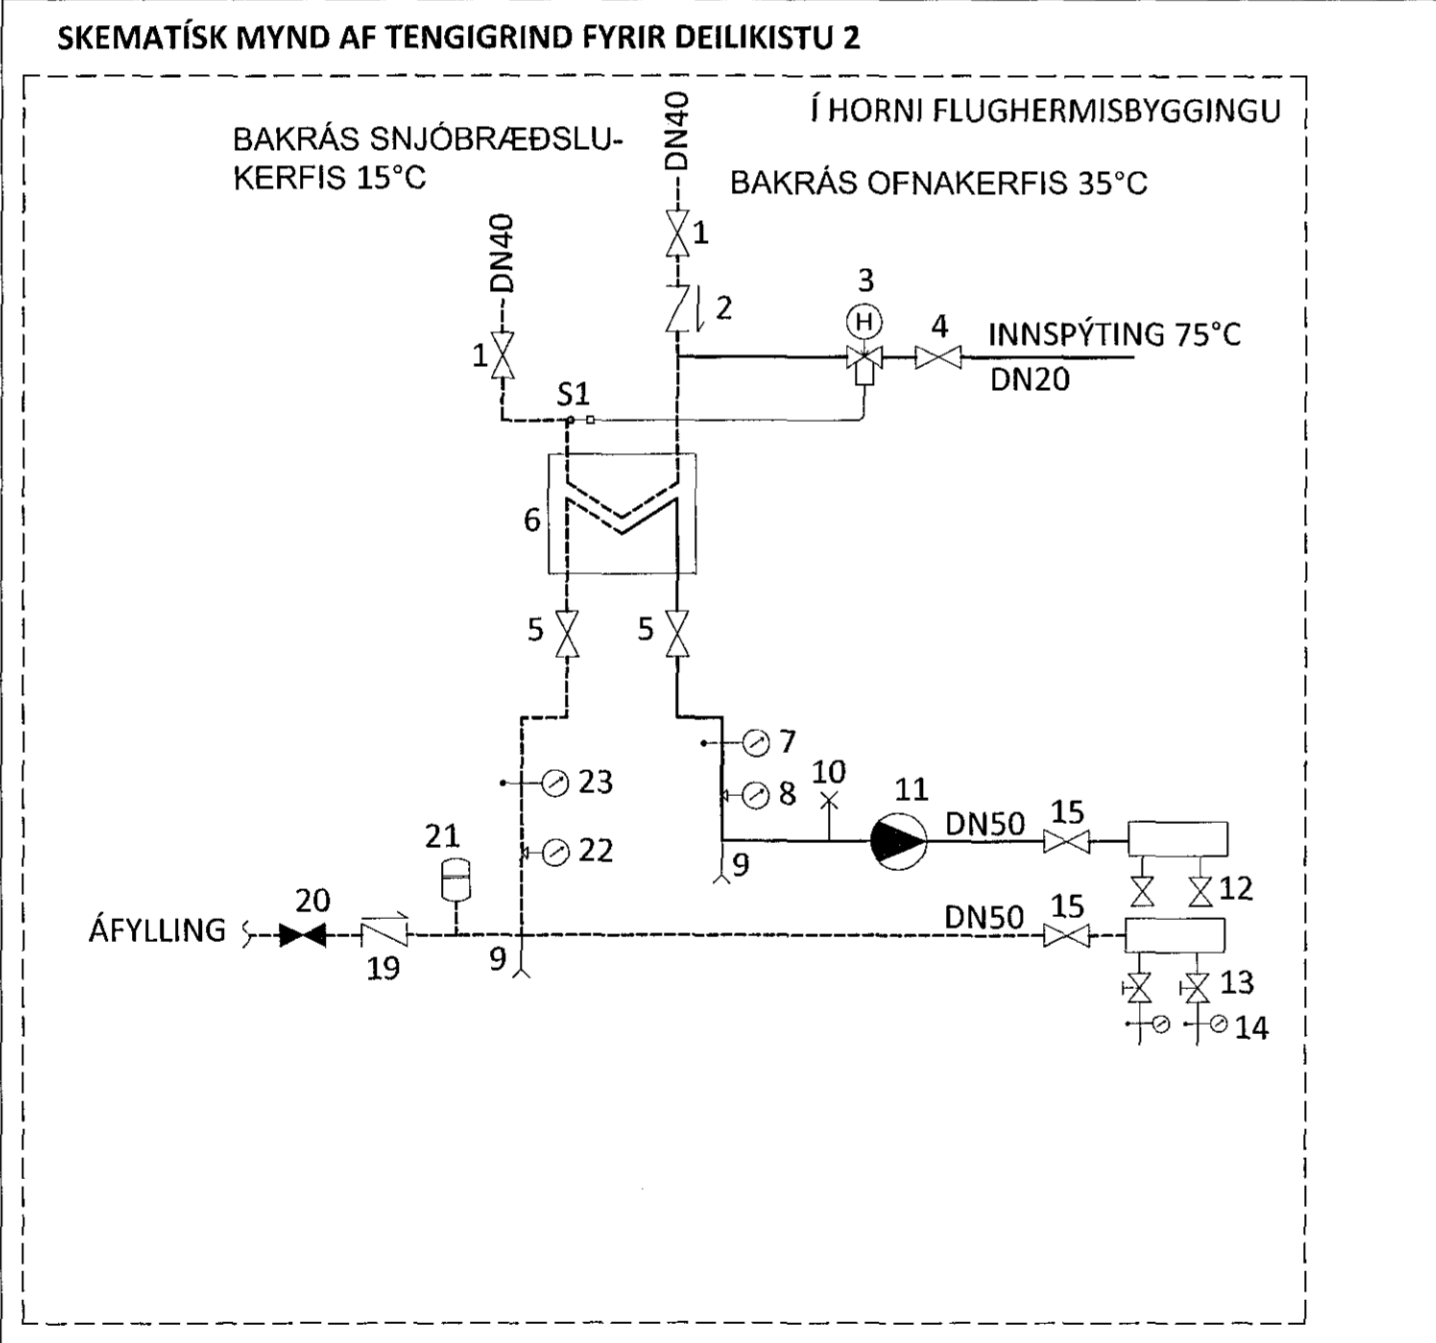 SKEMATÍSK MYND AF TENGIGRIND FYRIR DEILIKISTU 2
Í HORNI FLUGHERMISBYGGINGU
BAKRÁS SNJÓBRÆÐSLU-
KERFIS 15°C
DN40
BAKRÁS OFNAKERFIS 35°C
DN40
1
2
3
H
4
INNSPÝTING 75°C
DN20
1
S1
6
5
5
7
8
10
11
DN50
15
12
9
23
22
21
20
ÁFYLLING
19
9
DN50
15
13
14